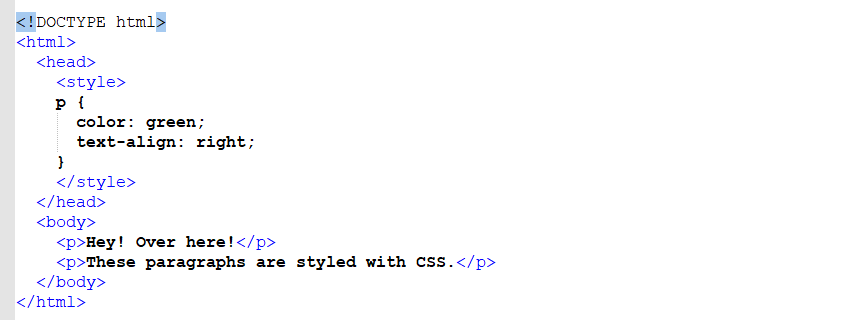 <!DOCTYPE html>
<html>
  <head>
    <style>
    p {
      color: green;
      text-align: right;
    }
    </style>
  </head>
  <body>
    <p>Hey! Over here!</p>
    <p>These paragraphs are styled with CSS.</p>
  </body>
</html>